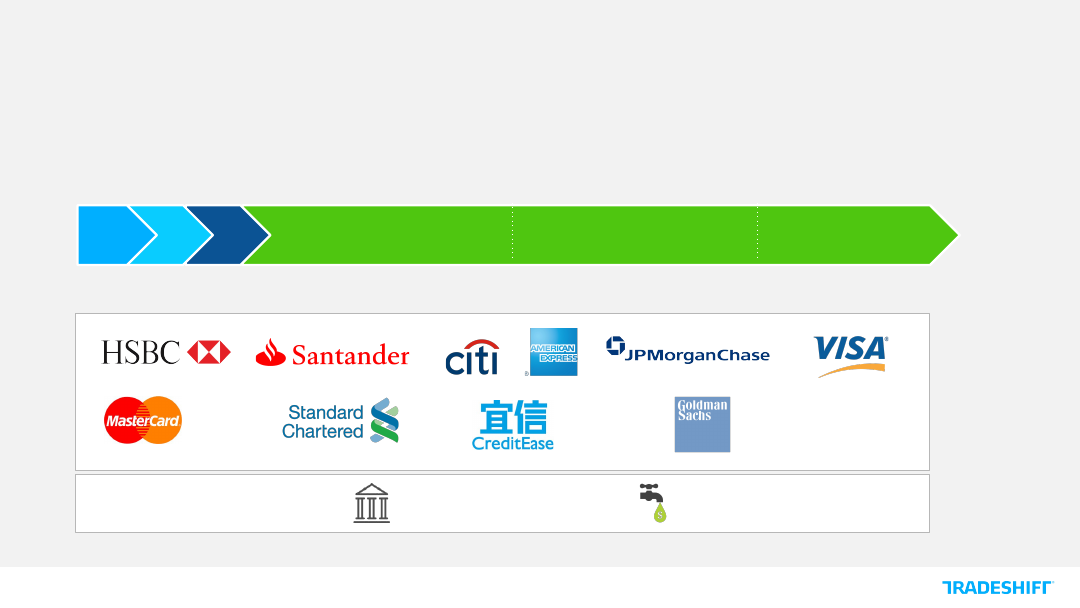 HSBC
Santander
citi
AMERICAN
EXPRESS
®
JPMorganChase
VISA®
MasterCard
Standard
Chartered
宜信
CreditEase
Goldman
Sachs
$
TRADESHIFT